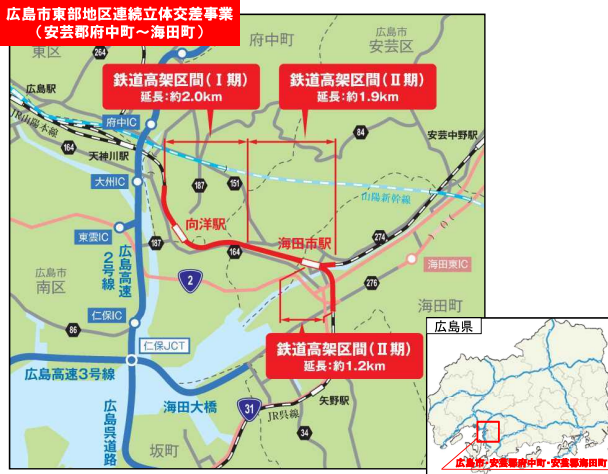 広島市東部地区連続立体交差事業
(安芸郡府中町～海田町)
東区
府中町
広島市
安芸区
264
鉄道高架区間(Ⅰ期)
延長:約2.0km
鉄道高架区間(Ⅱ期)
延長:約1.9km
広島駅
府中IC
84
安芸中野駅
JR山陽本線
164
天神川駅
大州IC
187
151
山陽新幹線
向洋駅
東雲IC
187
164
海田市駅
274
広島高速
2号線
2
276
海田東IC
広島市
南区
仁保IC
86
海田町
仁保JCT
鉄道高架区間(Ⅱ期)
延長:約1.2km
広島高速3号線
海田大橋
31
JR呉線
矢野駅
34
広島呉道路
坂町
広島県
広島市・安芸郡府中町・安芸郡海田町